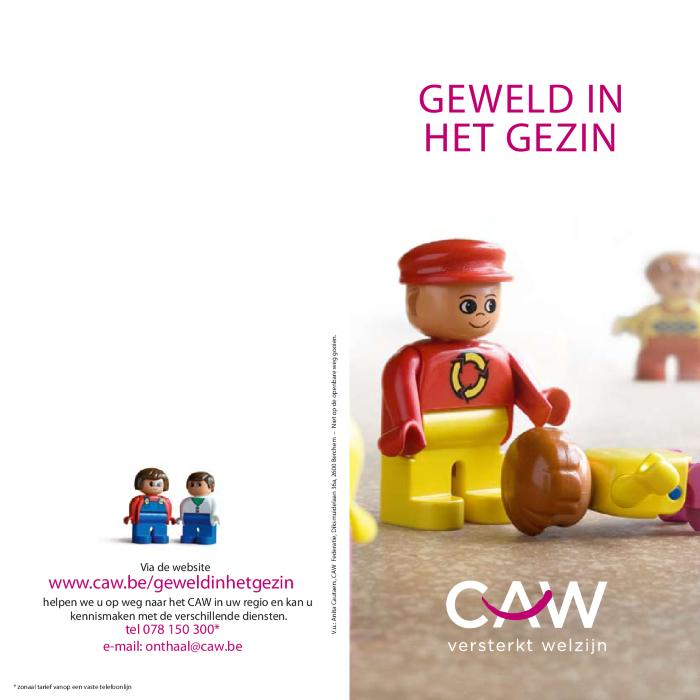 GEWELD IN
HET GEZIN
CAW
versterkt welzijn
V.u.: Anita Cautaers, CAW Federatie, Diksmuidelaan 36a, 2600 Berchem – Niet op de openbare weg gooien.
Via de website
www.caw.be/geweldinhetgezin
helpen we u op weg naar het CAW in uw regio en kan u
kennismaken met de verschillende diensten.
tel 078 150 300*
e-mail: onthaal@caw.be
* zonaal tarief vanop een vaste telefoonlijn